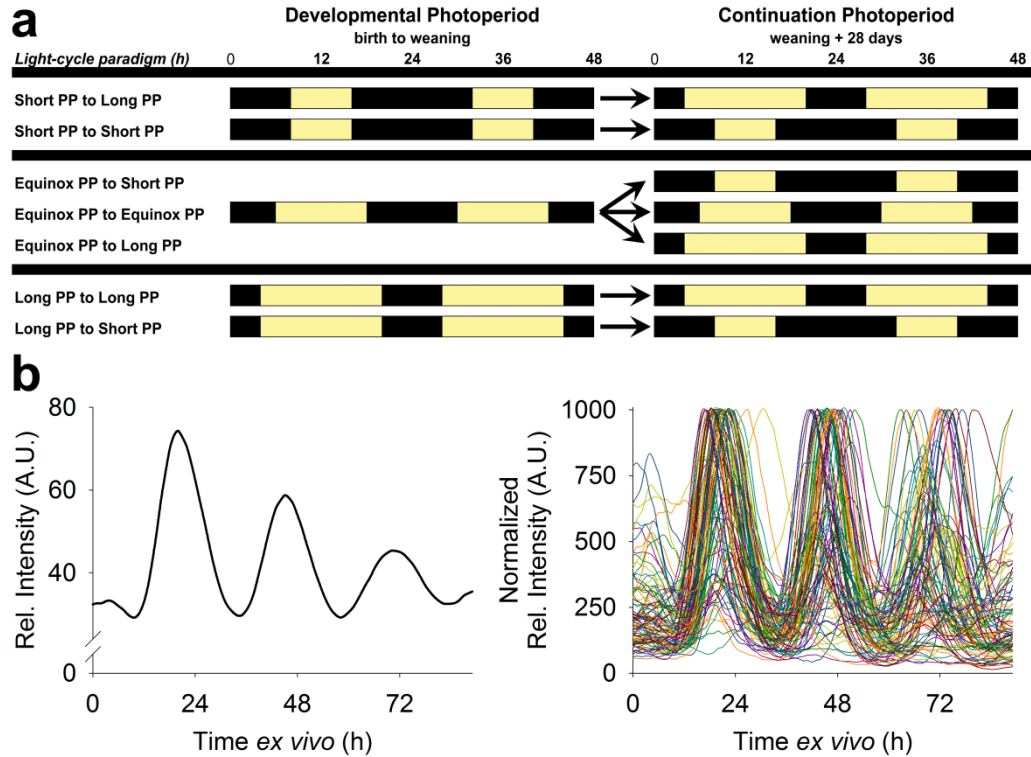 a
Developmental Photoperiod Continuation Photoperiod
birth to weaning weaning + 28 days
Light-cycle paradigm (h) 0 12 24 36 48 0 12 24 36 48
Short PP to Long PP
Short PP to Short PP
Equinox PP to Short PP
Equinox PP to Equinox PP
Equinox PP to Long PP
Long PP to Long PP
Long PP to Short PP
b
Rel. Intensity (A.U.)
80
40
0
0 24 48 72
Time ex vivo (h)
Normalized
Rel. Intensity (A.U.)
1000
750
500
250
0
0 24 48 72
Time ex vivo (h)